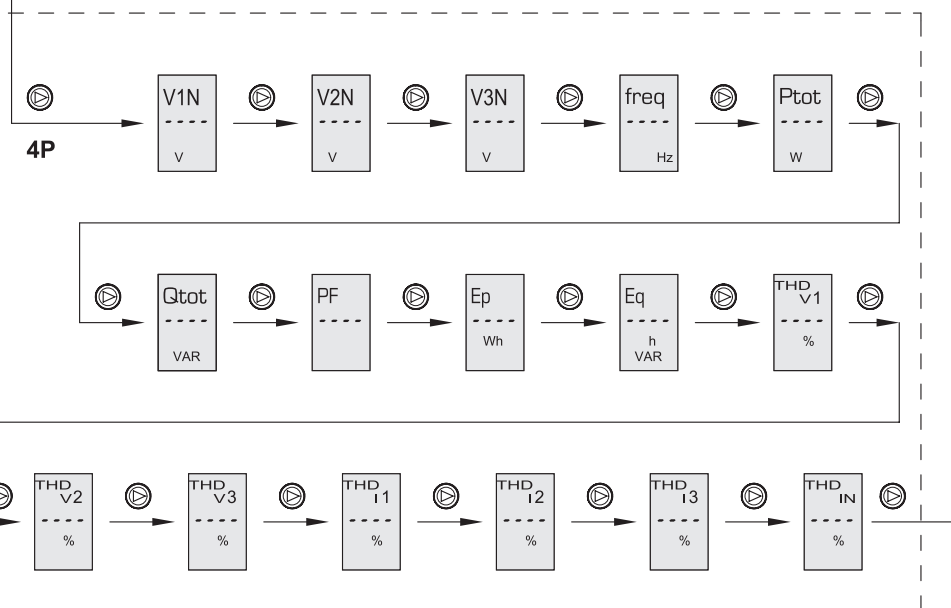 V1N V2N V3N freq Ptot
---- ---- ---- ---- ----
4P V V V Hz W
Qtot PF Ep Eq THD V1
---- ---- ---- ---- ----
VAR Wh h VAR %
THD V2 THD V3 THD I1 THD I2 THD I3 THD IN
---- ---- ---- ---- ---- ----
% % % % % %